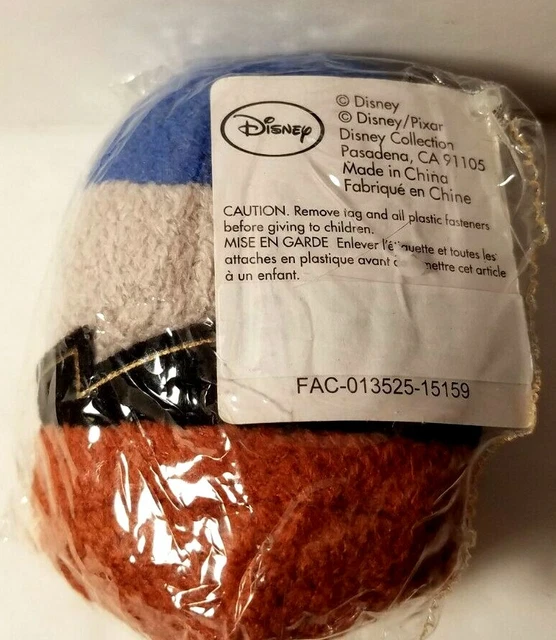 Disney
© Disney
© Disney/Pixar
Disney Collection
Pasadena, CA 91105
Made in China
Fabriqué en Chine
CAUTION. Remove tag and all plastic fasteners
before giving to children.
MISE EN GARDE Enlever l'étiquette et toutes les
attaches en plastique avant mettre cet article
à un enfant.
FAC-013525-15159